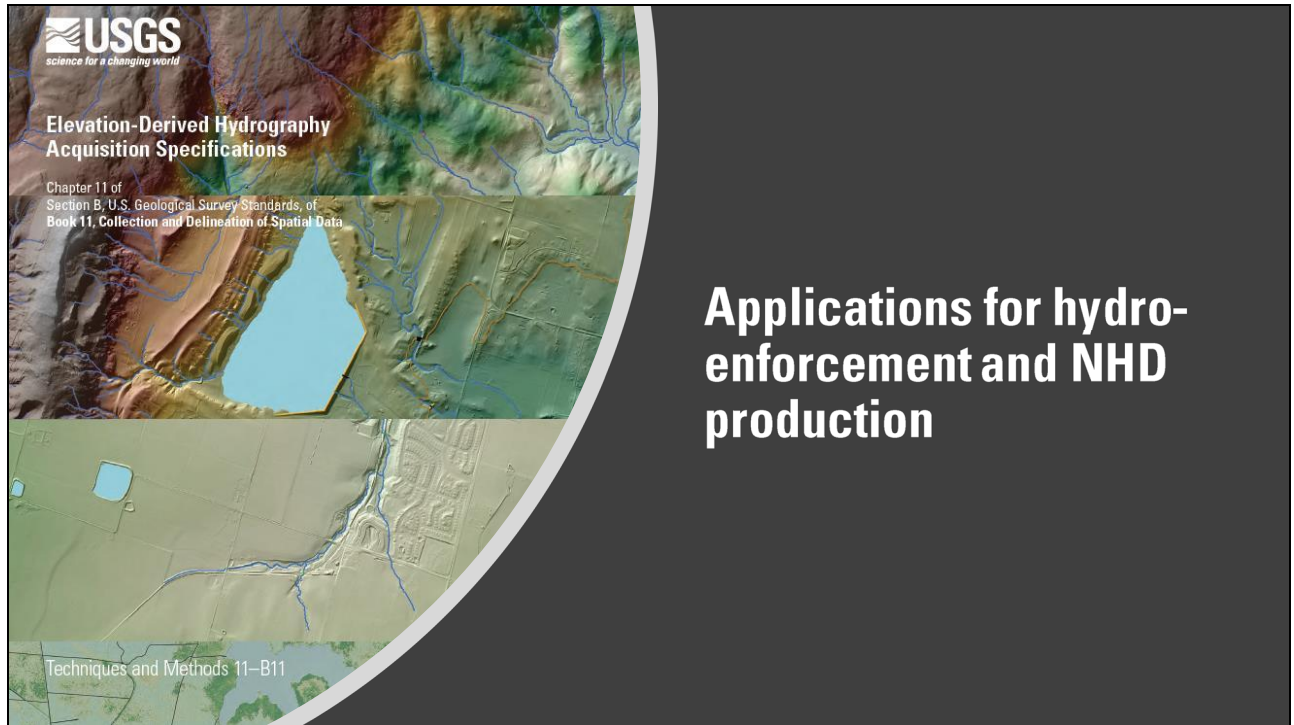 USGS
science for a changing world
Elevation-Derived Hydrography
Acquisition Specifications
Chapter 11 of
Section B, U.S. Geological Survey Standards, of
Book 11, Collection and Delineation of Spatial Data
Techniques and Methods 11–B11
Applications for hydro-
enforcement and NHD
production